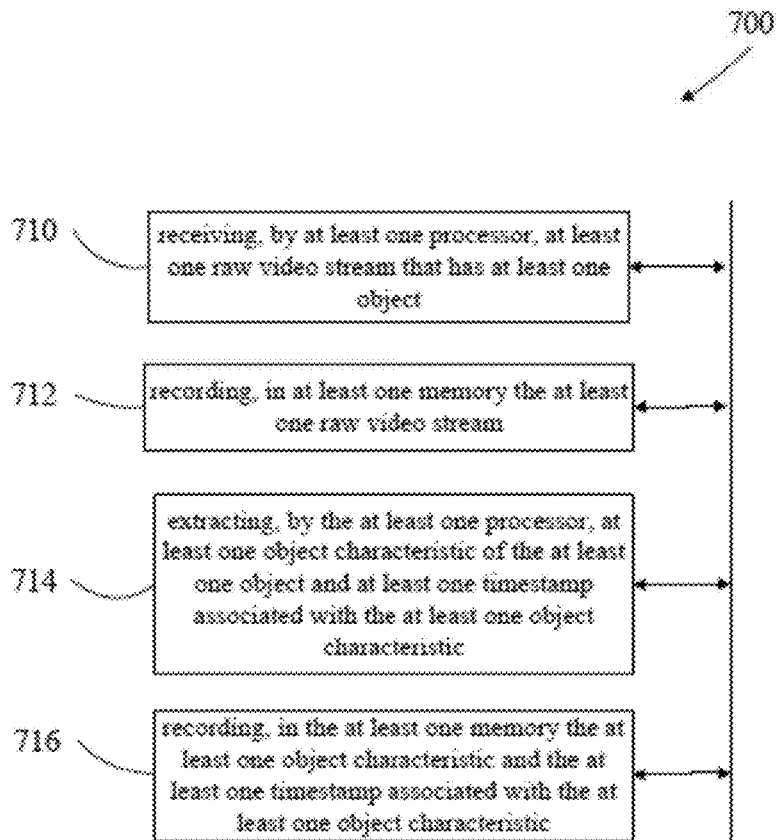 700
710
receiving, by at least one processor, at least
one raw video stream that has at least one
object
712
recording, in at least one memory the at least
one raw video stream
714
extracting, by the at least one processor, at
least one object characteristic of the at least
one object and at least one timestamp
associated with the at least one object
characteristic
716
recording, in the at least one memory the at
least one object characteristic and the at
least one timestamp associated with the at
least one object characteristic